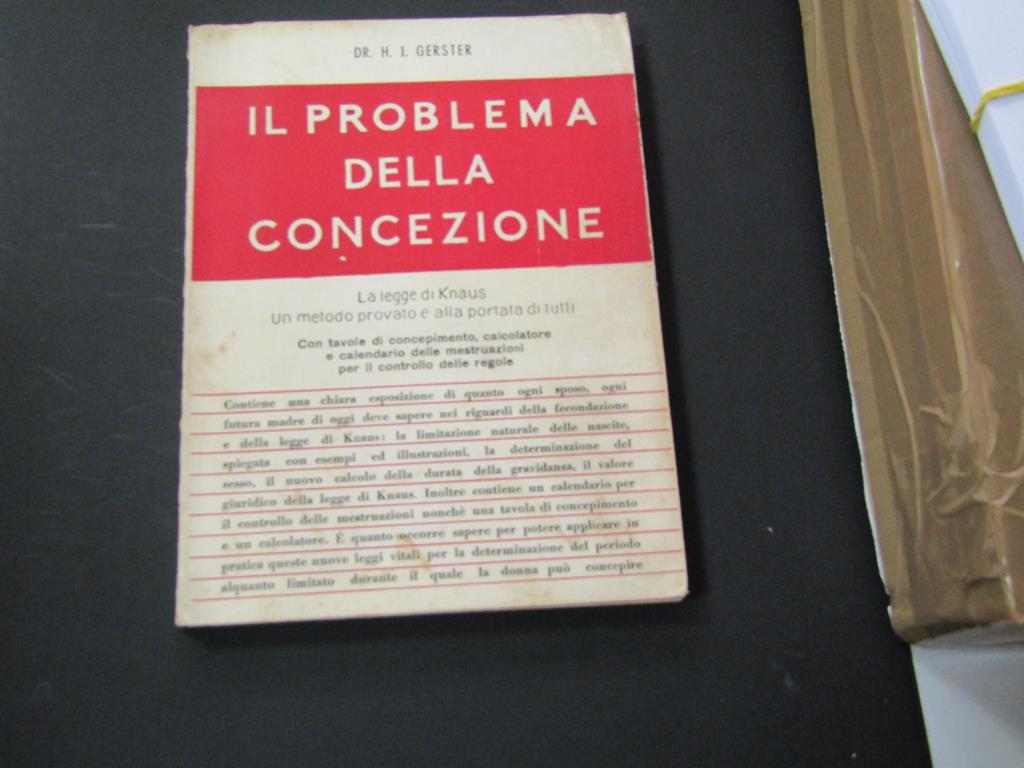 DR. H. J. GERSTER
IL PROBLEMA
DELLA
CONCEZIONE
La legge di Knaus
Un metodo provato e alla portata di tutti
Con tavole di concepimento, calcolatore
e calendario delle mestruazioni
per il controllo delle regole
Contiene una chiara esposizione di quanto ogni sposo, ogni
futura madre di oggi deve sapere nei riguardi della fecondazione
e della legge di Knaus: la limitazione naturale delle nascite,
spiegata con esempi ed illustrazioni, la determinazione del
sesso, il nuovo calcolo della durata della gravidanza, il valore
giuridico della legge di Knaus. Inoltre contiene un calendario per
il controllo delle mestruazioni nonchè una tavola di concepimento
e un calcolatore. È quanto occorre sapere per potere applicare in
pratica queste nuove leggi vitali per la determinazione del periodo
alquanto limitato durante il quale la donna può concepire